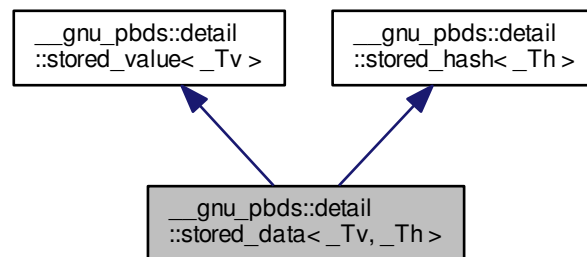 __gnu_pbds::detail
::stored_value< _Tv >
__gnu_pbds::detail
::stored_hash< _Th >
__gnu_pbds::detail
::stored_data< _Tv, _Th >